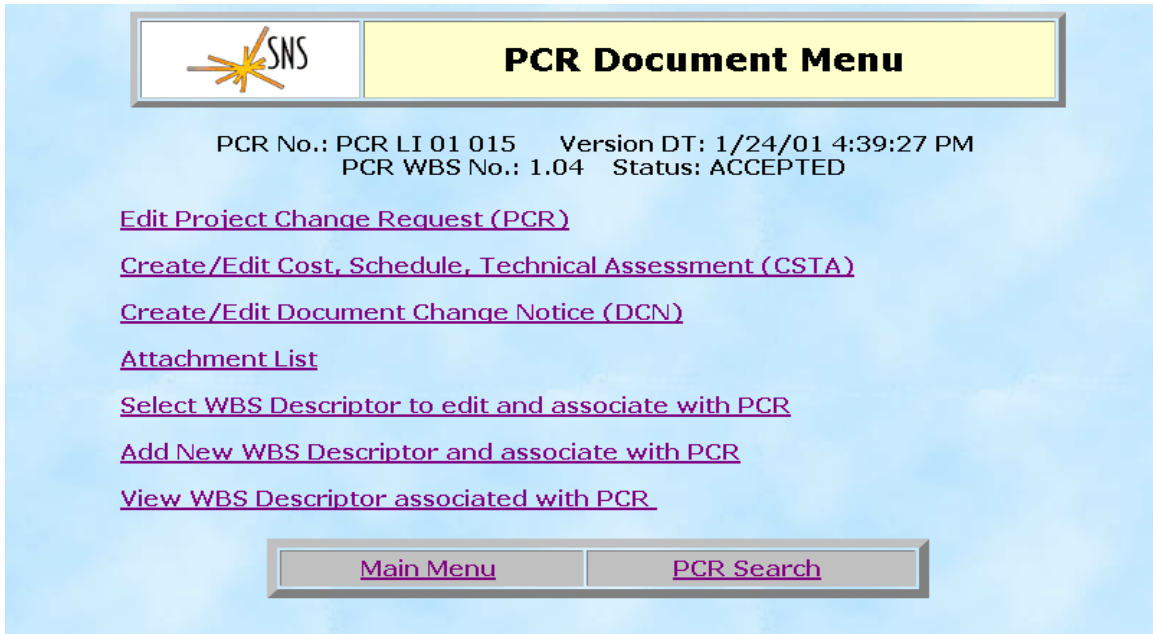 SNS
PCR Document Menu
PCR No.: PCR LI 01 015 Version DT: 1/24/01 4:39:27 PM
PCR WBS No.: 1.04 Status: ACCEPTED
Edit Project Change Request (PCR)
Create/Edit Cost, Schedule, Technical Assessment (CSTA)
Create/Edit Document Change Notice (DCN)
Attachment List
Select WBS Descriptor to edit and associate with PCR
Add New WBS Descriptor and associate with PCR
View WBS Descriptor associated with PCR
Main Menu PCR Search